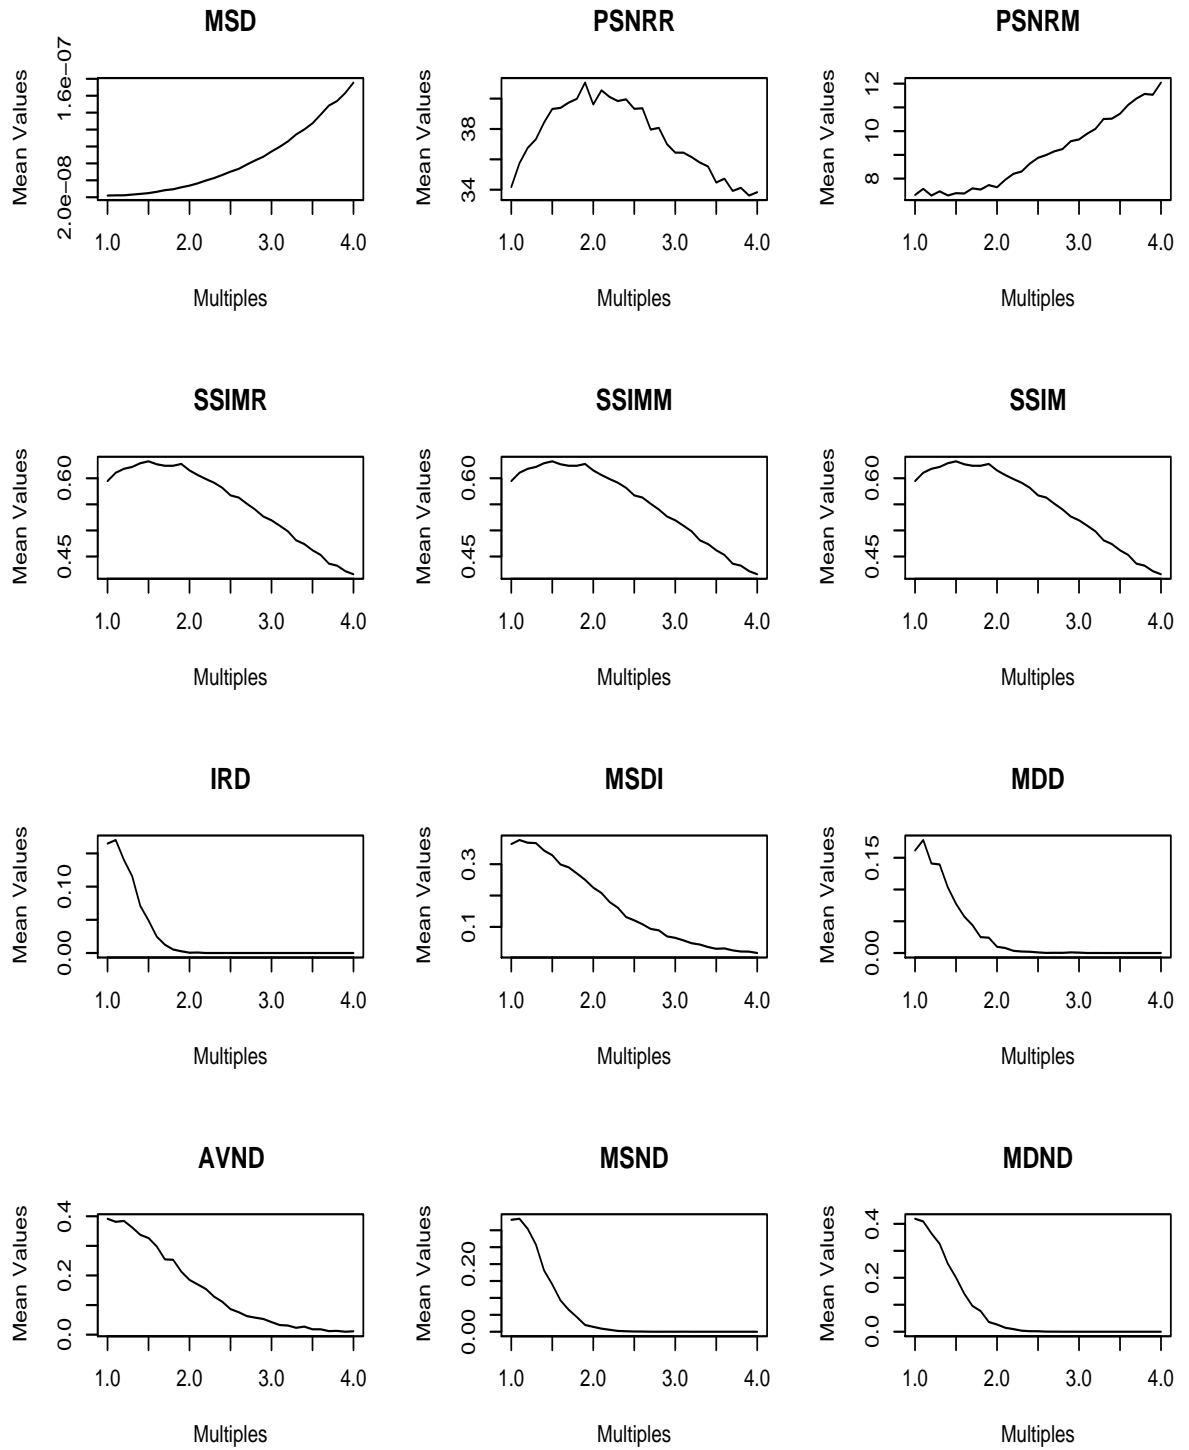 MSD
PSNRR
PSNRM
Mean Values
2.0e−08 1.6e−07
1.0 2.0 3.0 4.0
Multiples
Mean Values
34 38
1.0 2.0 3.0 4.0
Multiples
Mean Values
8 10 12
1.0 2.0 3.0 4.0
Multiples
SSIMR
SSIMM
SSIM
Mean Values
0.45 0.60
1.0 2.0 3.0 4.0
Multiples
Mean Values
0.45 0.60
1.0 2.0 3.0 4.0
Multiples
Mean Values
0.45 0.60
1.0 2.0 3.0 4.0
Multiples
IRD
MSDI
MDD
Mean Values
0.00 0.10
1.0 2.0 3.0 4.0
Multiples
Mean Values
0.1 0.3
1.0 2.0 3.0 4.0
Multiples
Mean Values
0.00 0.15
1.0 2.0 3.0 4.0
Multiples
AVND
MSND
MDND
Mean Values
0.0 0.2 0.4
1.0 2.0 3.0 4.0
Multiples
Mean Values
0.00 0.20
1.0 2.0 3.0 4.0
Multiples
Mean Values
0.0 0.2 0.4
1.0 2.0 3.0 4.0
Multiples